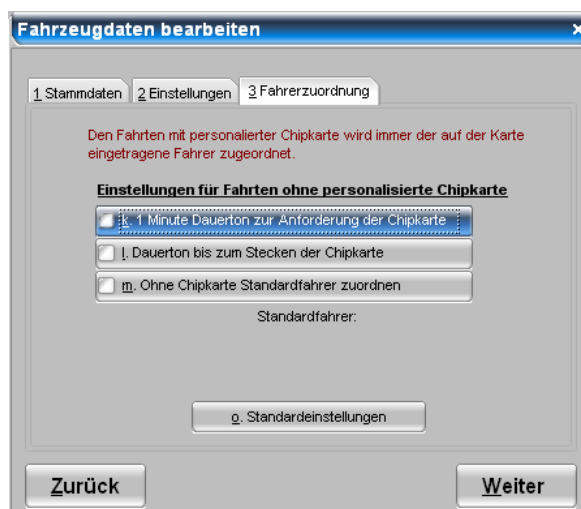 Fahrzeugdaten bearbeiten
1 Stammdaten 2 Einstellungen 3 Fahrerzuordnung
Den Fahrten mit personalierter Chipkarte wird immer der auf der Karte
eingetragene Fahrer zugeordnet.
Einstellungen für Fahrten ohne personalisierte Chipkarte
k. 1 Minute Dauerton zur Anforderung der Chipkarte
l. Dauerton bis zum Stecken der Chipkarte
m. Ohne Chipkarte Standardfahrer zuordnen
Standardfahrer:
o. Standardeinstellungen
Zurück Weiter